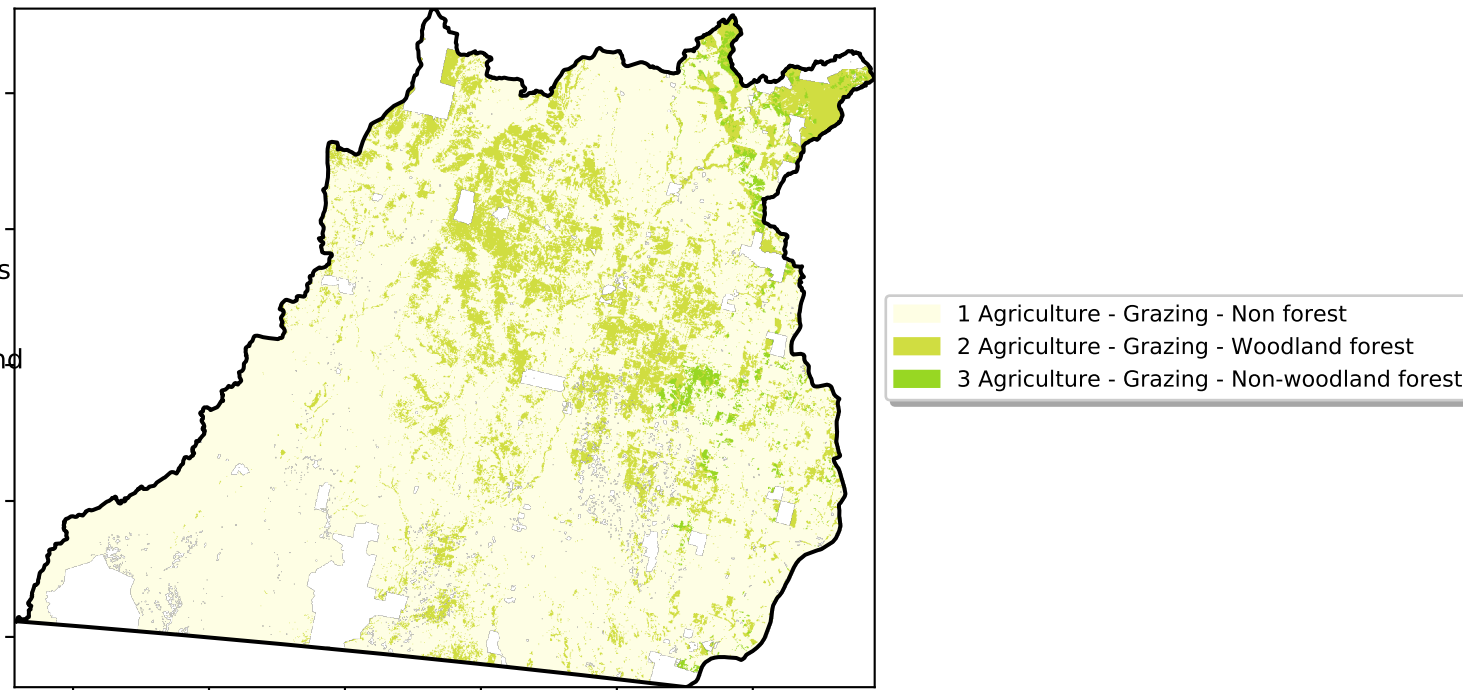 1 Agriculture - Grazing - Non forest
2 Agriculture - Grazing - Woodland forest
3 Agriculture - Grazing - Non-woodland forest